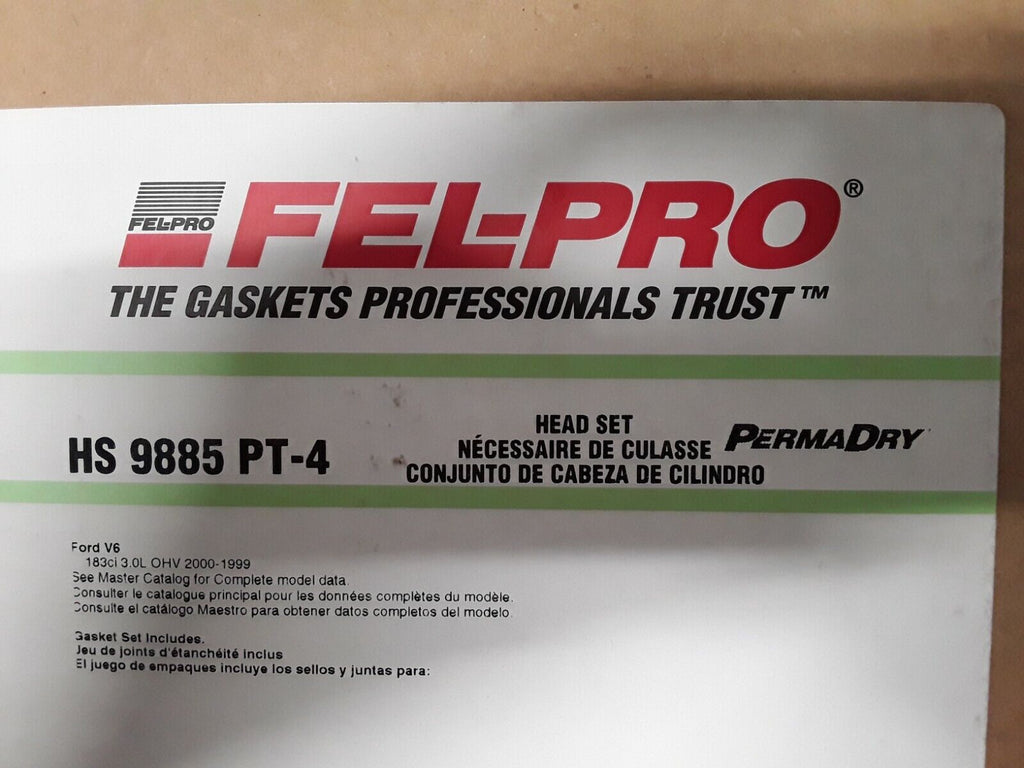 FEL-PRO
FEL-PRO®
THE GASKETS PROFESSIONALS TRUST™
HS 9885 PT-4
HEAD SET
NÉCESSAIRE DE CULASSE
CONJUNTO DE CABEZA DE CILINDRO
PERMADRY
Ford V6
183ci 3.0L OHV 2000-1999
See Master Catalog for Complete model data.
Consulter le catalogue principal pour les données complètes du modèle.
Consulte el catálogo Maestro para obtener datos completos del modelo.
Gasket Set Includes.
Jeu de joints d'étanchéité inclus
El juego de empaques incluye los sellos y juntas para: